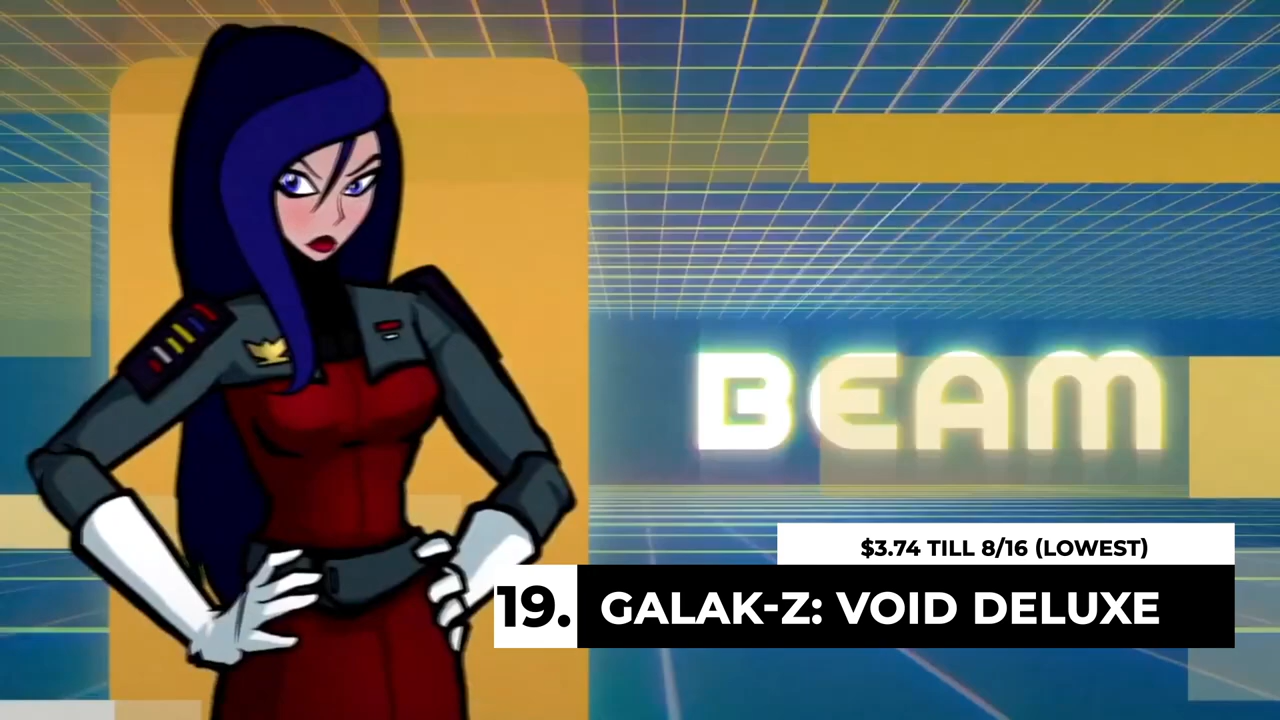 BEAM
$3.74 TILL 8/16 (LOWEST)
19. GALAK-Z: VOID DELUXE